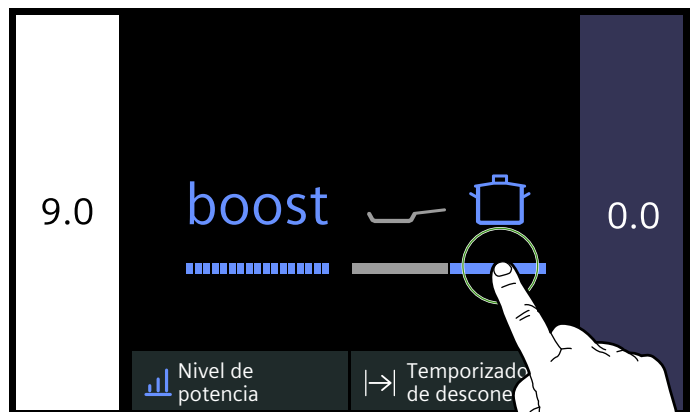 9.0
boost
0.0
Nivel de
potencia
Temporizado
de descone